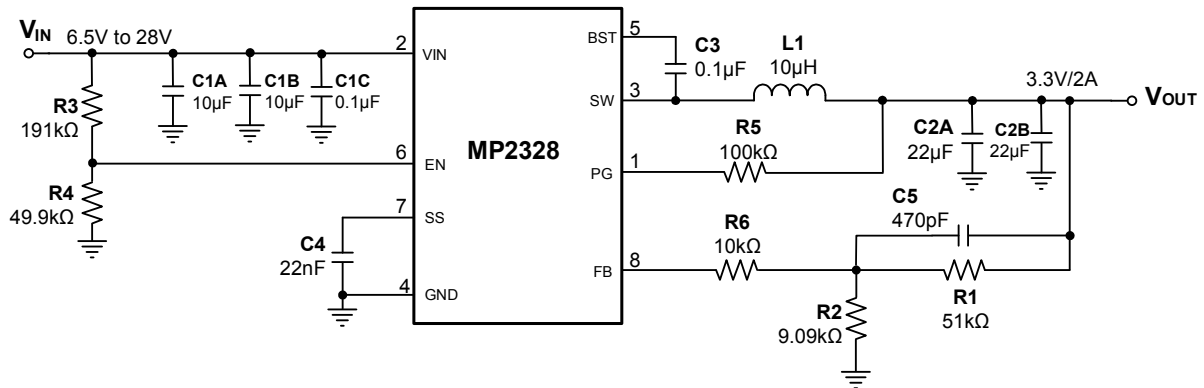 VIN
6.5V to 28V
R3
191kΩ
C1A
10µF
C1B
10µF
C1C
0.1µF
R4
49.9kΩ
C4
22nF
2
6
7
4
VIN
EN
SS
GND
MP2328
BST
SW
PG
FB
5
3
1
8
C3
0.1µF
L1
10µH
R5
100kΩ
3.3V/2A
VOUT
C2A
22µF
C2B
22µF
C5
470pF
R6
10kΩ
R1
51kΩ
R2
9.09kΩ